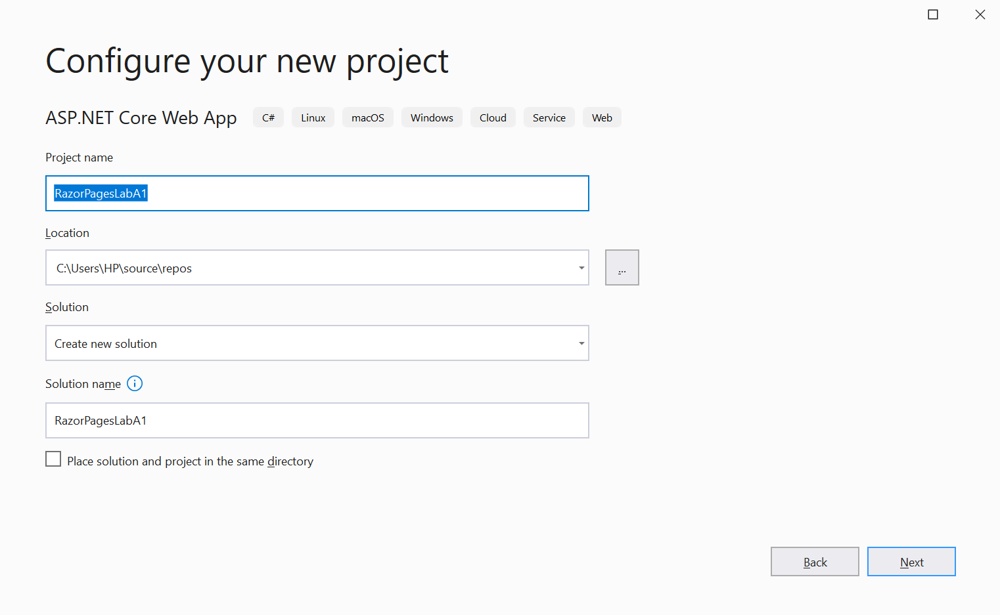 Configure your new project
ASP.NET Core Web App C# Linux macOS Windows Cloud Service Web
Project name
RazorPagesLabA1
Location
C:\Users\HP\source\repos
...
Solution
Create new solution
Solution name
RazorPagesLabA1
Place solution and project in the same directory
Back Next